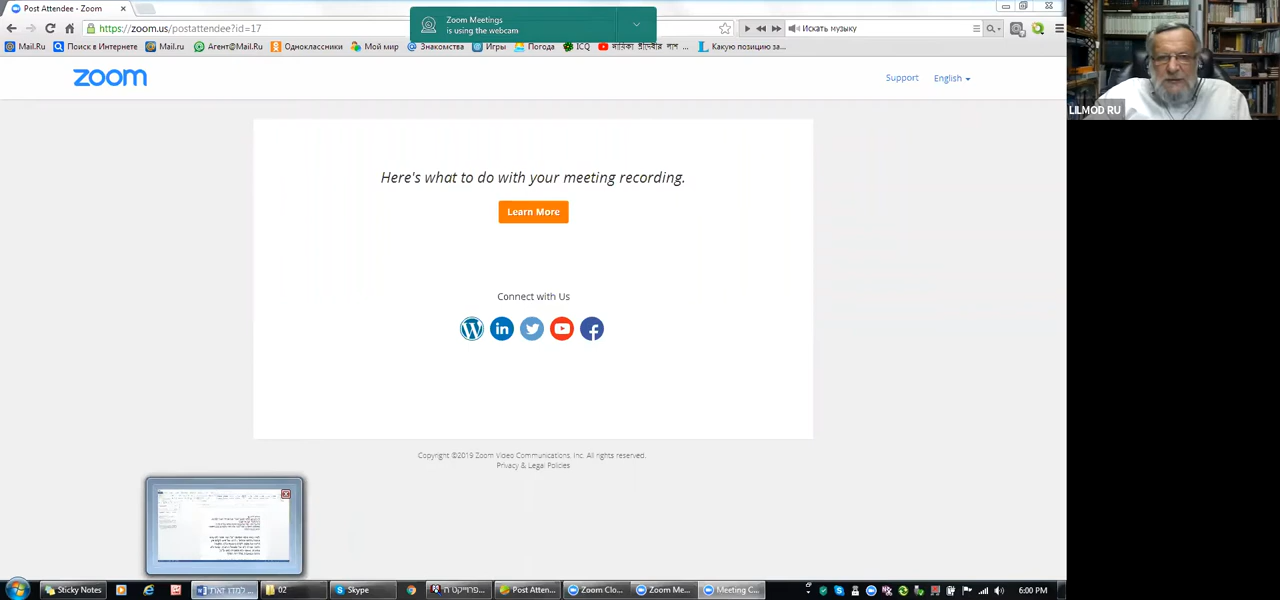 Post Attendee - Zoom
https://zoom.us/postattendee?id=17
Zoom Meetings
is using the webcam
Искать музыку
Mail.Ru
Поиск в Интернете
Mail.ru
Агент@Mail.Ru
Одноклассники
Мой мир
Знакомства
Игры
Погода
ICQ
Какую позицию за...
zoom
Support
English
LILMOD RU
Here's what to do with your meeting recording.
Learn More
Connect with Us
Copyright ©2019 Zoom Video Communications, Inc. All rights reserved.
Privacy & Legal Policies
Sticky Notes
למדו זאת ...
02
Skype
פרוייקט ח...
Post Atten...
Zoom Clo...
Zoom Me...
Meeting C...
6:00 PM